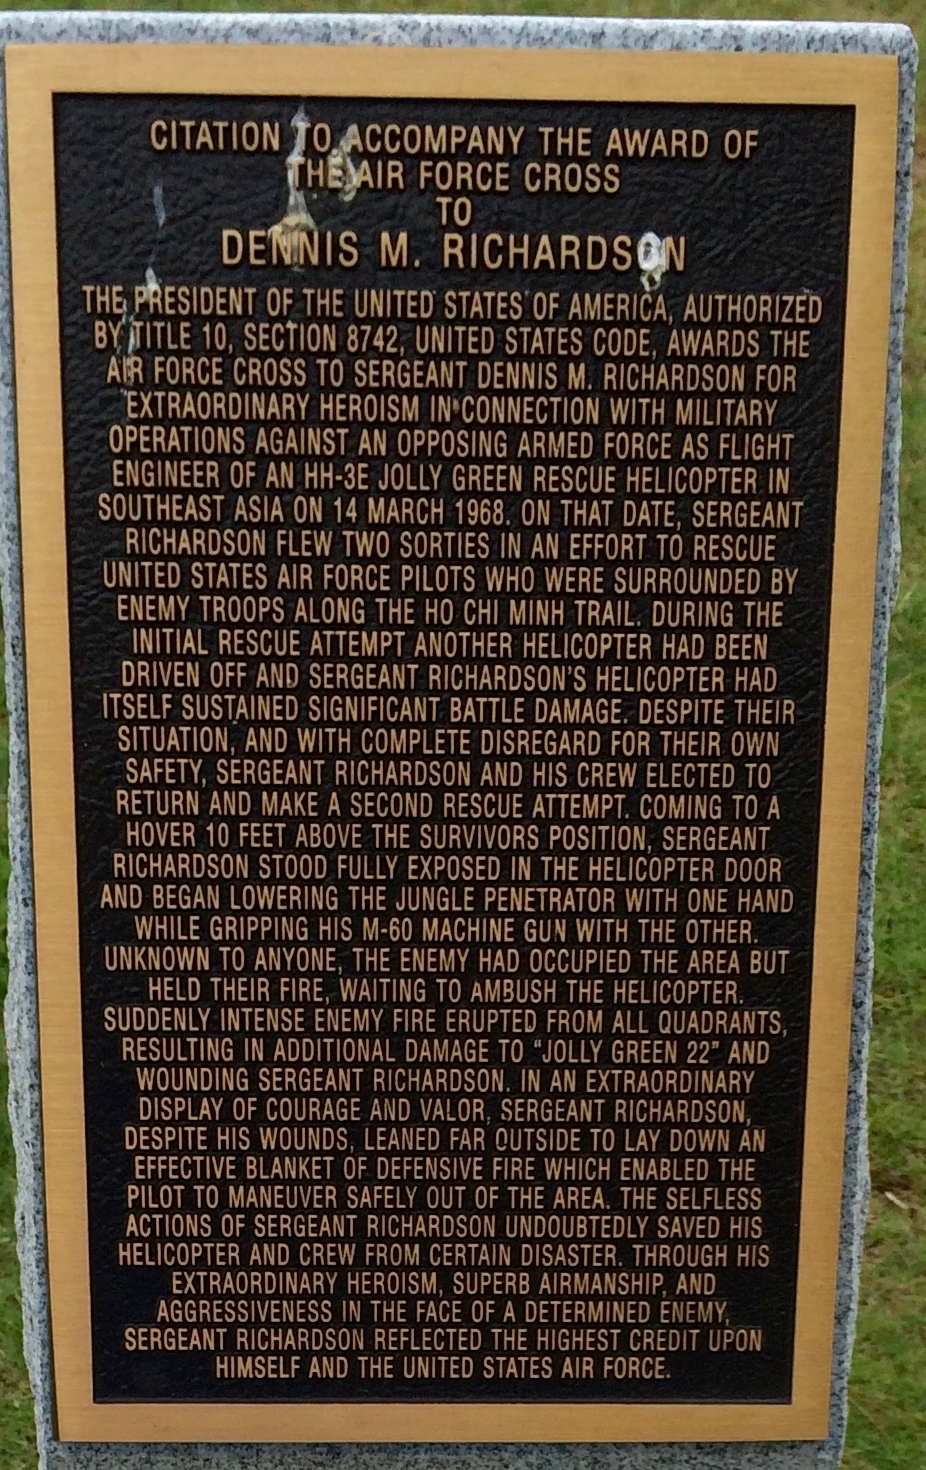 CITATION TO ACCOMPANY THE AWARD OF
THE AIR FORCE CROSS
TO
DENNIS M. RICHARDSON
THE PRESIDENT OF THE UNITED STATES OF AMERICA, AUTHORIZED
BY TITLE 10, SECTION 8742, UNITED STATES CODE, AWARDS THE
AIR FORCE CROSS TO SERGEANT DENNIS M. RICHARDSON FOR
EXTRAORDINARY HEROISM IN CONNECTION WITH MILITARY
OPERATIONS AGAINST AN OPPOSING ARMED FORCE AS FLIGHT
ENGINEER OF AN HH-3E JOLLY GREEN RESCUE HELICOPTER IN
SOUTHEAST ASIA ON 14 MARCH 1968. ON THAT DATE, SERGEANT
RICHARDSON FLEW TWO SORTIES IN AN EFFORT TO RESCUE
UNITED STATES AIR FORCE PILOTS WHO WERE SURROUNDED BY
ENEMY TROOPS ALONG THE HO CHI MINH TRAIL. DURING THE
INITIAL RESCUE ATTEMPT ANOTHER HELICOPTER HAD BEEN
DRIVEN OFF AND SERGEANT RICHARDSON'S HELICOPTER HAD
ITSELF SUSTAINED SIGNIFICANT BATTLE DAMAGE. DESPITE THEIR
SITUATION, AND WITH COMPLETE DISREGARD FOR THEIR OWN
SAFETY, SERGEANT RICHARDSON AND HIS CREW ELECTED TO
RETURN AND MAKE A SECOND RESCUE ATTEMPT. COMING TO A
HOVER 10 FEET ABOVE THE SURVIVORS POSITION, SERGEANT
RICHARDSON STOOD FULLY EXPOSED IN THE HELICOPTER DOOR
AND BEGAN LOWERING THE JUNGLE PENETRATOR WITH ONE HAND
WHILE GRIPPING HIS M-60 MACHINE GUN WITH THE OTHER.
UNKNOWN TO ANYONE, THE ENEMY HAD OCCUPIED THE AREA BUT
HELD THEIR FIRE, WAITING TO AMBUSH THE HELICOPTER.
SUDDENLY INTENSE ENEMY FIRE ERUPTED FROM ALL QUADRANTS,
RESULTING IN ADDITIONAL DAMAGE TO “JOLLY GREEN 22” AND
WOUNDING SERGEANT RICHARDSON. IN AN EXTRAORDINARY
DISPLAY OF COURAGE AND VALOR, SERGEANT RICHARDSON,
DESPITE HIS WOUNDS, LEANED FAR OUTSIDE TO LAY DOWN AN
EFFECTIVE BLANKET OF DEFENSIVE FIRE WHICH ENABLED THE
PILOT TO MANEUVER SAFELY OUT OF THE AREA. THE SELFLESS
ACTIONS OF SERGEANT RICHARDSON UNDOUBTEDLY SAVED HIS
HELICOPTER AND CREW FROM CERTAIN DISASTER. THROUGH HIS
EXTRAORDINARY HEROISM, SUPERB AIRMANSHIP, AND
AGGRESSIVENESS IN THE FACE OF A DETERMINED ENEMY,
SERGEANT RICHARDSON REFLECTED THE HIGHEST CREDIT UPON
HIMSELF AND THE UNITED STATES AIR FORCE.